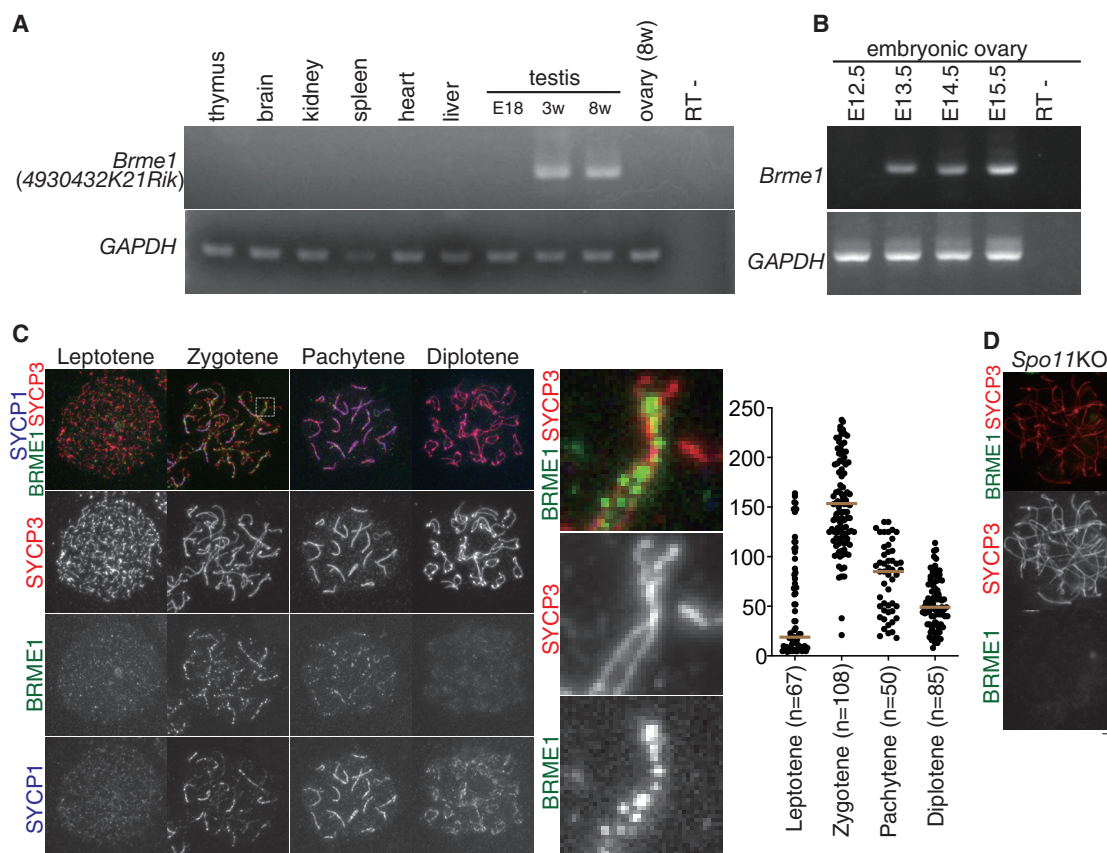 A
thymus
brain
kidney
spleen
heart
liver
testis
E18
3w
8w
ovary (8w)
RT -
Brme1
(4930432K21Rik)
GAPDH
B
embryonic ovary
E12.5
E13.5
E14.5
E15.5
RT -
Brme1
GAPDH
C
Leptotene
Zygotene
Pachytene
Diplotene
SYCP1
BRME1 SYCP3
SYCP3
BRME1
SYCP1
BRME1 SYCP3
SYCP3
BRME1
250
200
150
100
50
0
Leptotene (n=67)
Zygotene (n=108)
Pachytene (n=50)
Diplotene (n=85)
D
Spo11KO
BRME1 SYCP3
SYCP3
BRME1